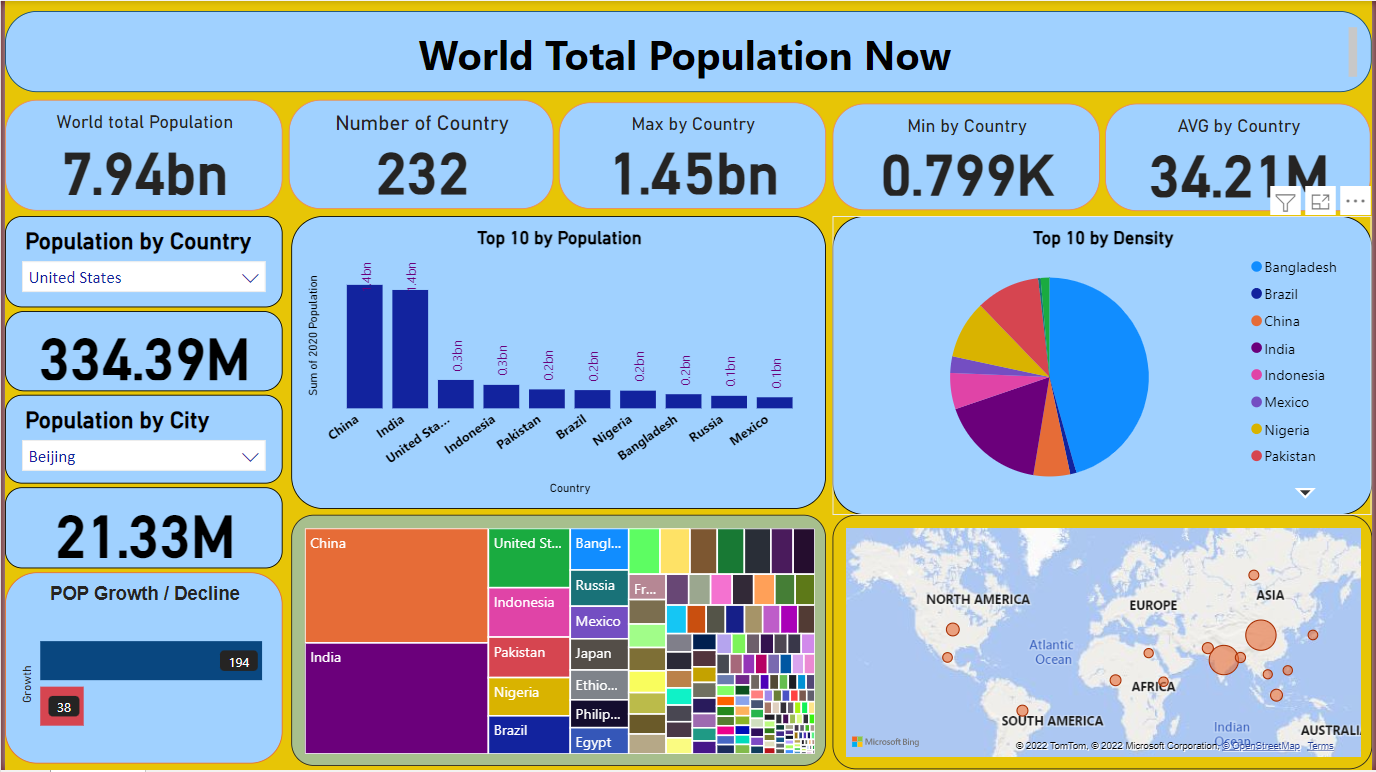 World Total Population Now
World total Population
7.94bn
Number of Country
232
Max by Country
1.45bn
Min by Country
0.799K
AVG by Country
34.21M
Population by Country
United States
334.39M
Population by City
Beijing
21.33M
POP Growth / Decline
Growth
194
38
Top 10 by Population
Sum of 2020 Population
1.4bn
1.4bn
0.3bn
0.3bn
0.2bn
0.2bn
0.2bn
0.2bn
0.1bn
0.1bn
China
India
United Sta...
Indonesia
Pakistan
Brazil
Nigeria
Bangladesh
Russia
Mexico
Country
Top 10 by Density
Bangladesh
Brazil
China
India
Indonesia
Mexico
Nigeria
Pakistan
China
India
United St...
Indonesia
Pakistan
Nigeria
Brazil
Bangl...
Russia
Mexico
Japan
Ethio...
Philip...
Egypt
Fr...
NORTH AMERICA
EUROPE
ASIA
Atlantic
Ocean
AFRICA
SOUTH AMERICA
Indian
Ocean
AUSTRALI
Microsoft Bing
© 2022 TomTom, © 2022 Microsoft Corporation, © OpenStreetMap Terms